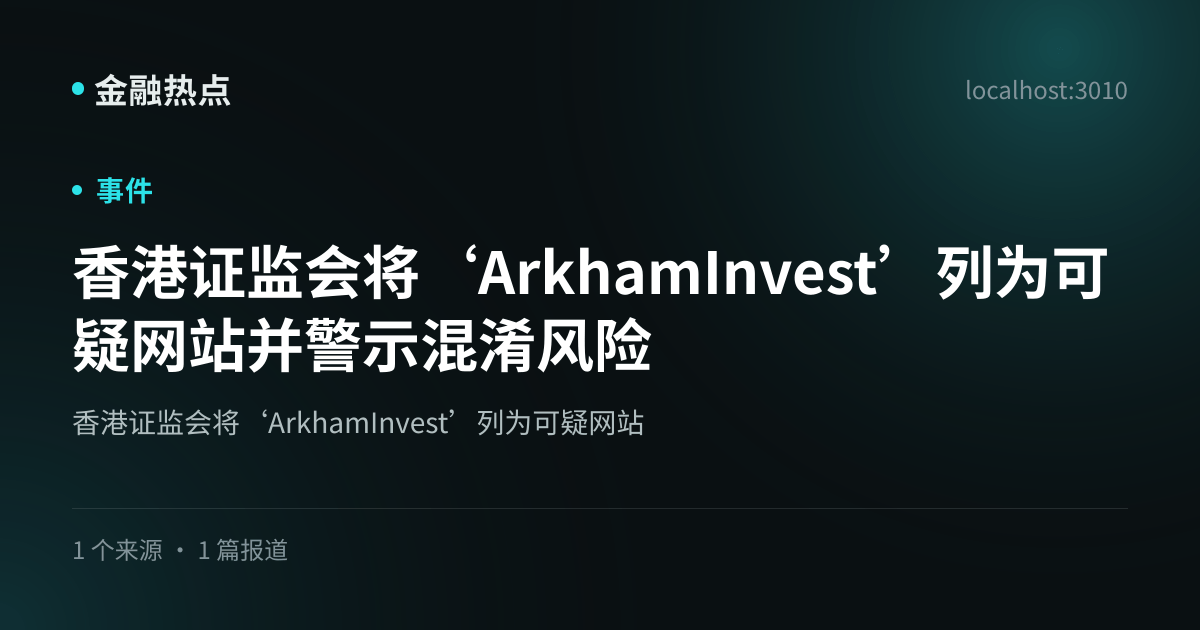 金融热点
localhost:3010
事件
香港证监会将‘ArkhamInvest’列为可
疑网站并警示混淆风险
香港证监会将‘ArkhamInvest’列为可疑网站
1 个来源 · 1 篇报道